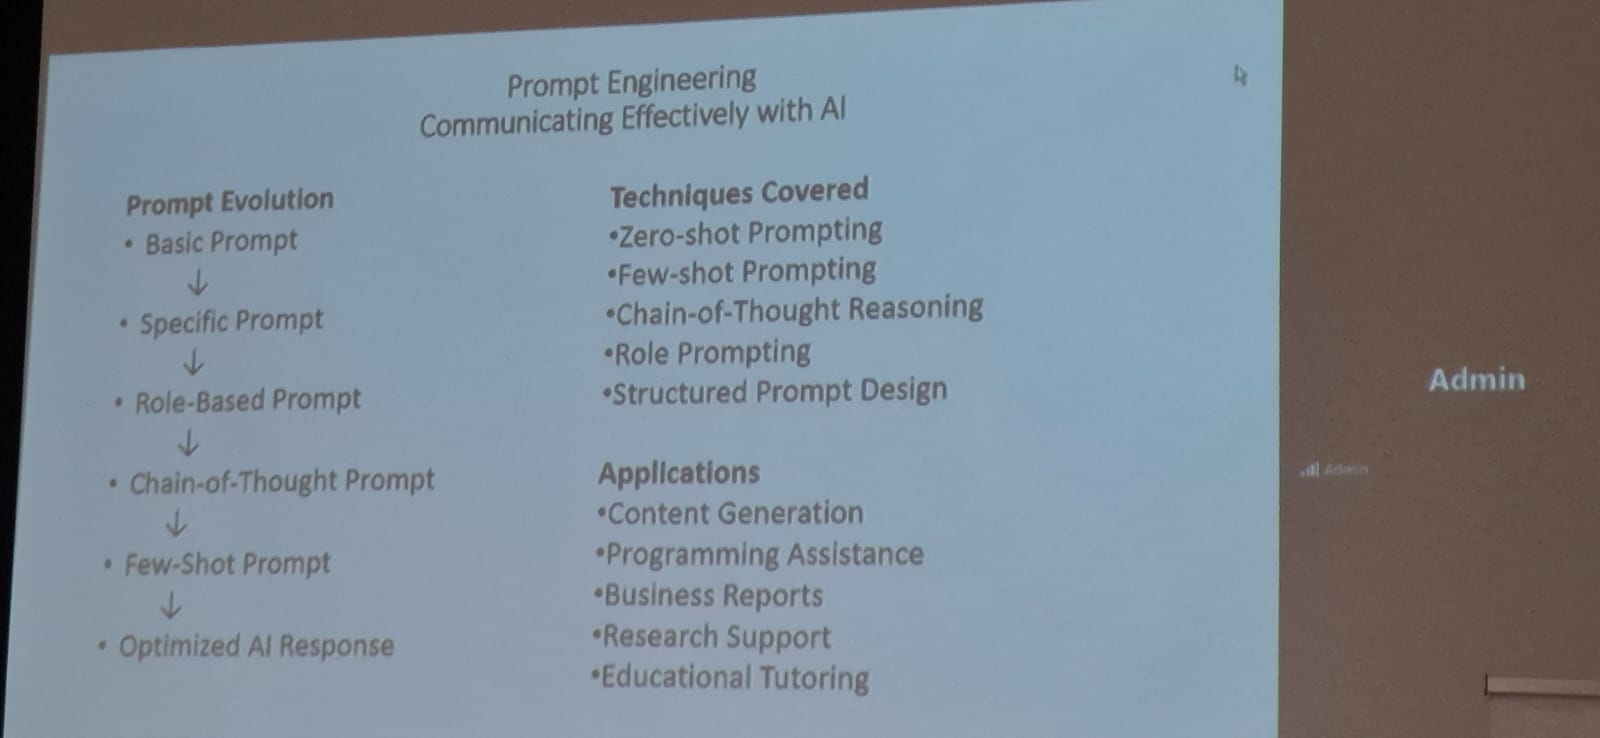 Prompt Engineering
Communicating Effectively with AI
Prompt Evolution
• Basic Prompt
↓
• Specific Prompt
↓
• Role-Based Prompt
↓
• Chain-of-Thought Prompt
↓
• Few-Shot Prompt
↓
• Optimized AI Response
Techniques Covered
•Zero-shot Prompting
•Few-shot Prompting
•Chain-of-Thought Reasoning
•Role Prompting
•Structured Prompt Design
Applications
•Content Generation
•Programming Assistance
•Business Reports
•Research Support
•Educational Tutoring
Admin
Admin